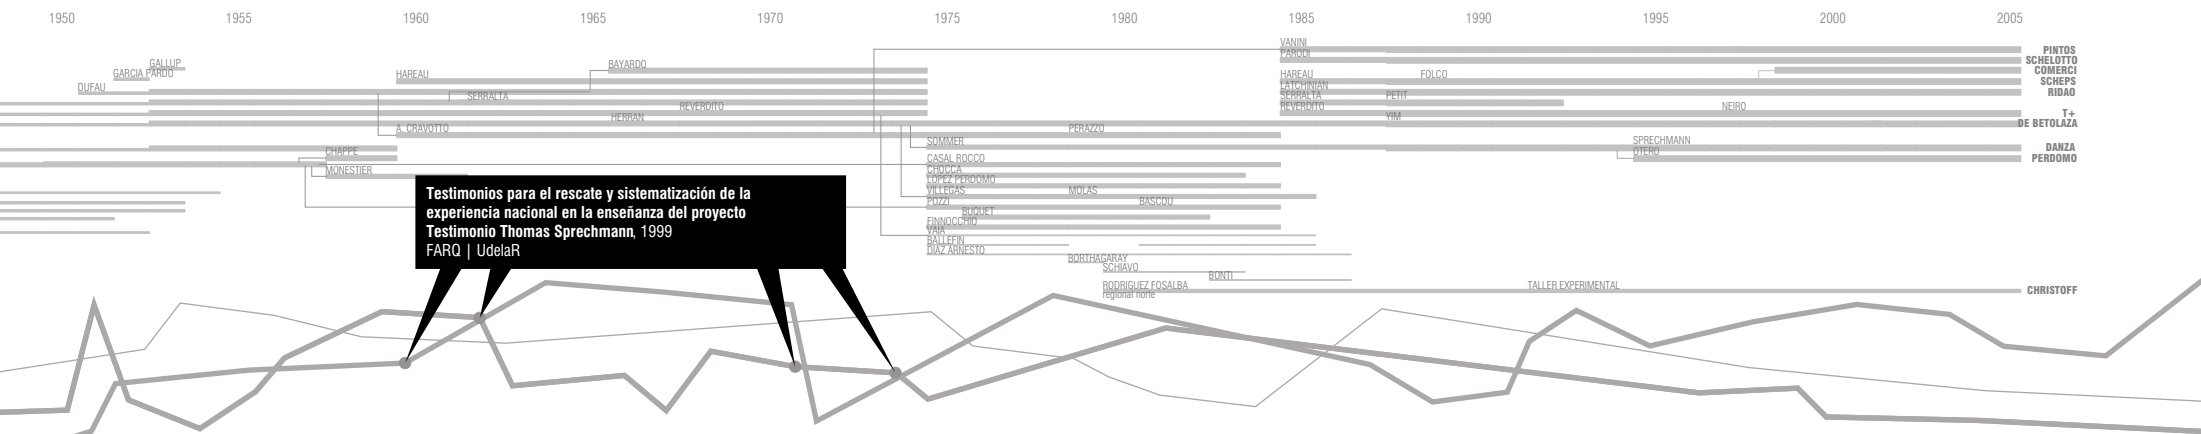 1950 1955 1960 1965 1970 1975 1980 1985 1990 1995 2000 2005
VANINI
PARODI
PINTOS
GALLUP
BAYARDO
SCHELOTTO
GARCIA PARDO
HAREAU
HAREAU
FOLCO
COMERCI
SCHEPS
DUFAU
LATCHINIAN
RIDAO
SERRALTA
SERRALTA
PETIT
REVERDITO
REVERDITO
NEIRO
T+
HERRAN
YIM
DE BETOLAZA
A. CRAVOTTO
PERAZZO
SOMMER
SPRECHMANN
DANZA
CHAPPE
OTERO
PERDOMO
CASAL ROCCO
MONESTIER
CHOCCA
LOPEZ PERDOMO
VILLEGAS
MOLAS
POZZI
BASCOU
BUQUET
FINNOCCHIO
VAIA
BALLEFIN
DIAZ ARNESTO
BORTHAGARAY
SCHIAVO
BONTI
RODRIGUEZ FOSALBA
regional norte
TALLER EXPERIMENTAL
CHRISTOFF
Testimonios para el rescate y sistematización de la
experiencia nacional en la enseñanza del proyecto
Testimonio Thomas Sprechmann, 1999
FARQ | UdelaR